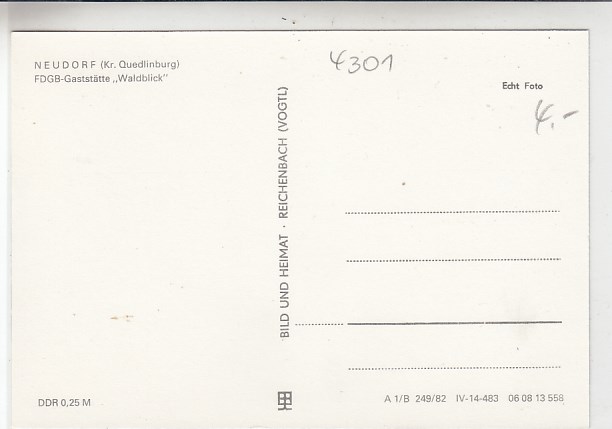 NEUDORF (Kr. Quedlinburg)
FDGB-Gaststätte „Waldblick"
4301
Echt Foto
4.-
BILD UND HEIMAT · REICHENBACH (VOGTL)
DDR 0,25 M
A 1/B 249/82 IV-14-483 06 08 13 558